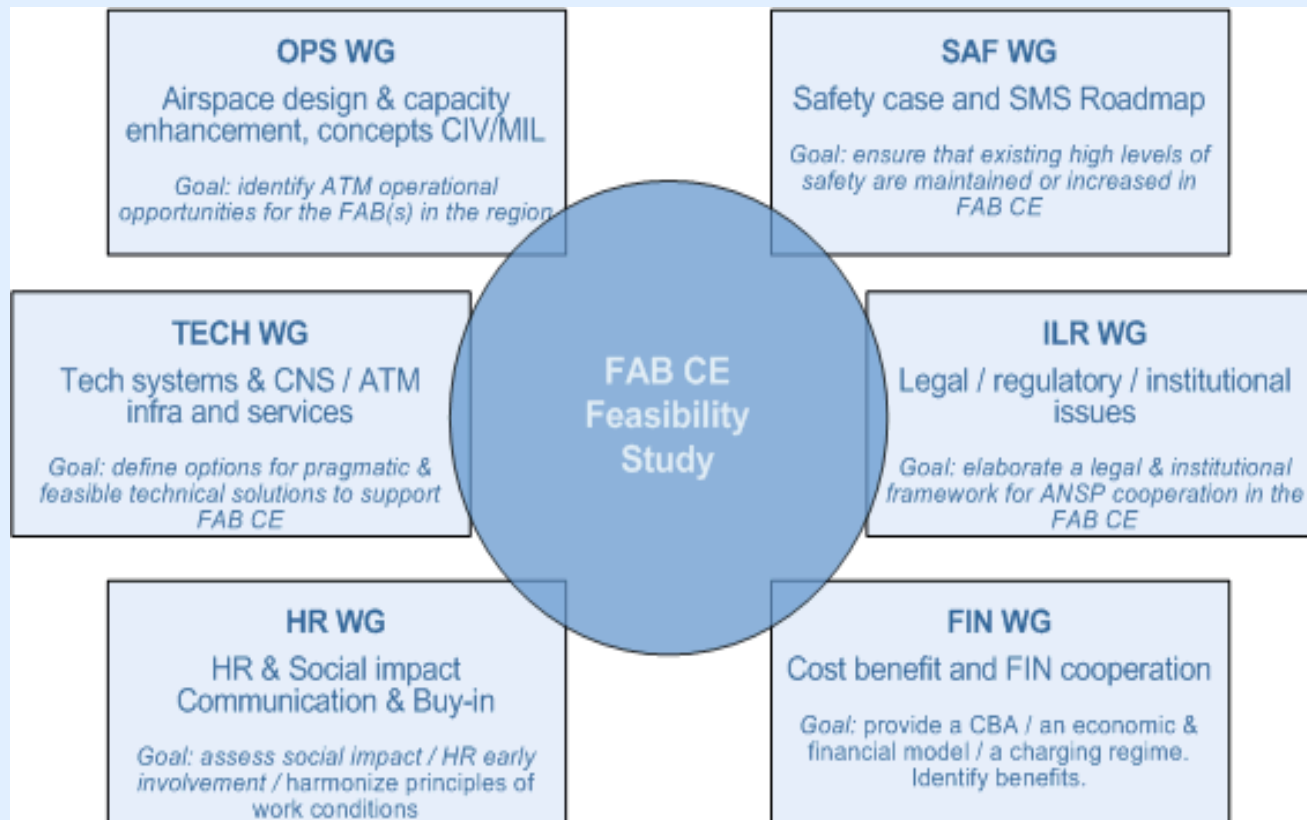 OPS WG
Airspace design & capacity
enhancement, concepts CIV/MIL
Goal: identify ATM operational
opportunities for the FAB(s) in the region
SAF WG
Safety case and SMS Roadmap
Goal: ensure that existing high levels of
safety are maintained or increased in
FAB CE
TECH WG
Tech systems & CNS / ATM
infra and services
Goal: define options for pragmatic &
feasible technical solutions to support
FAB CE
FAB CE
Feasibility
Study
ILR WG
Legal / regulatory / institutional
issues
Goal: elaborate a legal & institutional
framework for ANSP cooperation in the
FAB CE
HR WG
HR & Social impact
Communication & Buy-in
Goal: assess social impact / HR early
involvement / harmonize principles of
work conditions
FIN WG
Cost benefit and FIN cooperation
Goal: provide a CBA / an economic &
financial model / a charging regime.
Identify benefits.